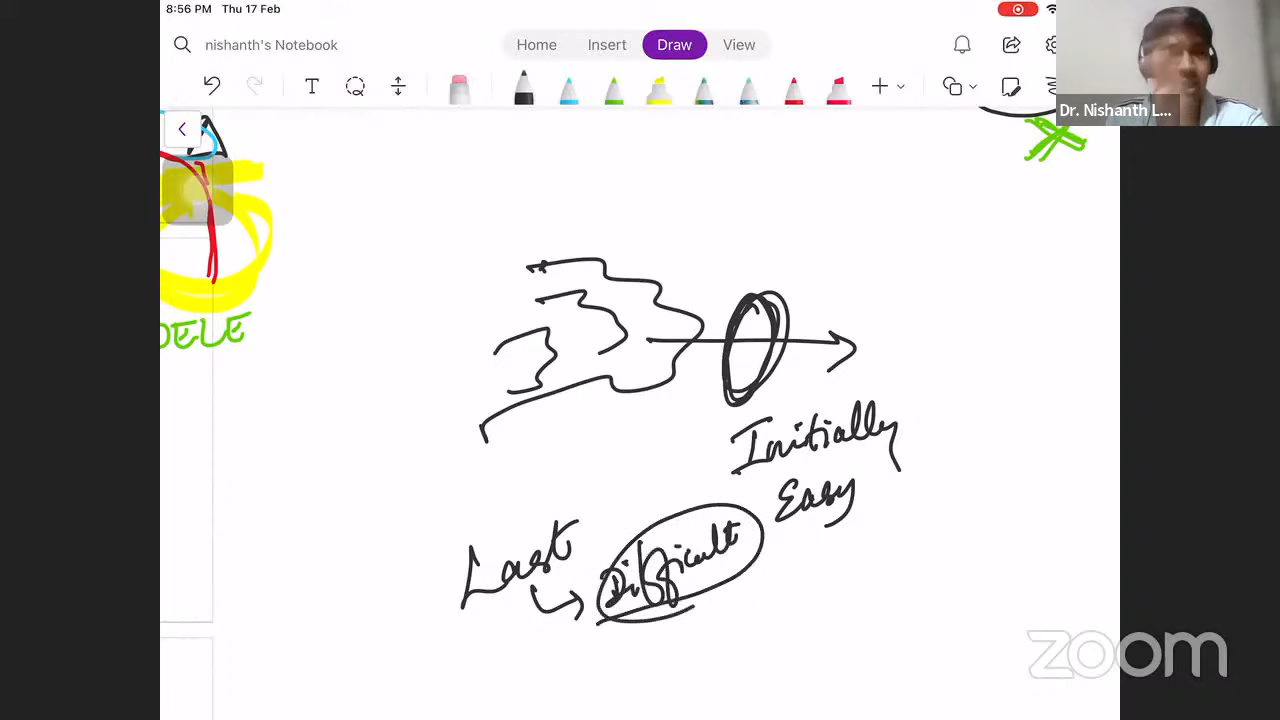 8:56 PM Thu 17 Feb
nishanth's Notebook
Home Insert Draw View
T
Dr. Nishanth L...
DELE
Initially
Easy
Last
Difficult
zoom